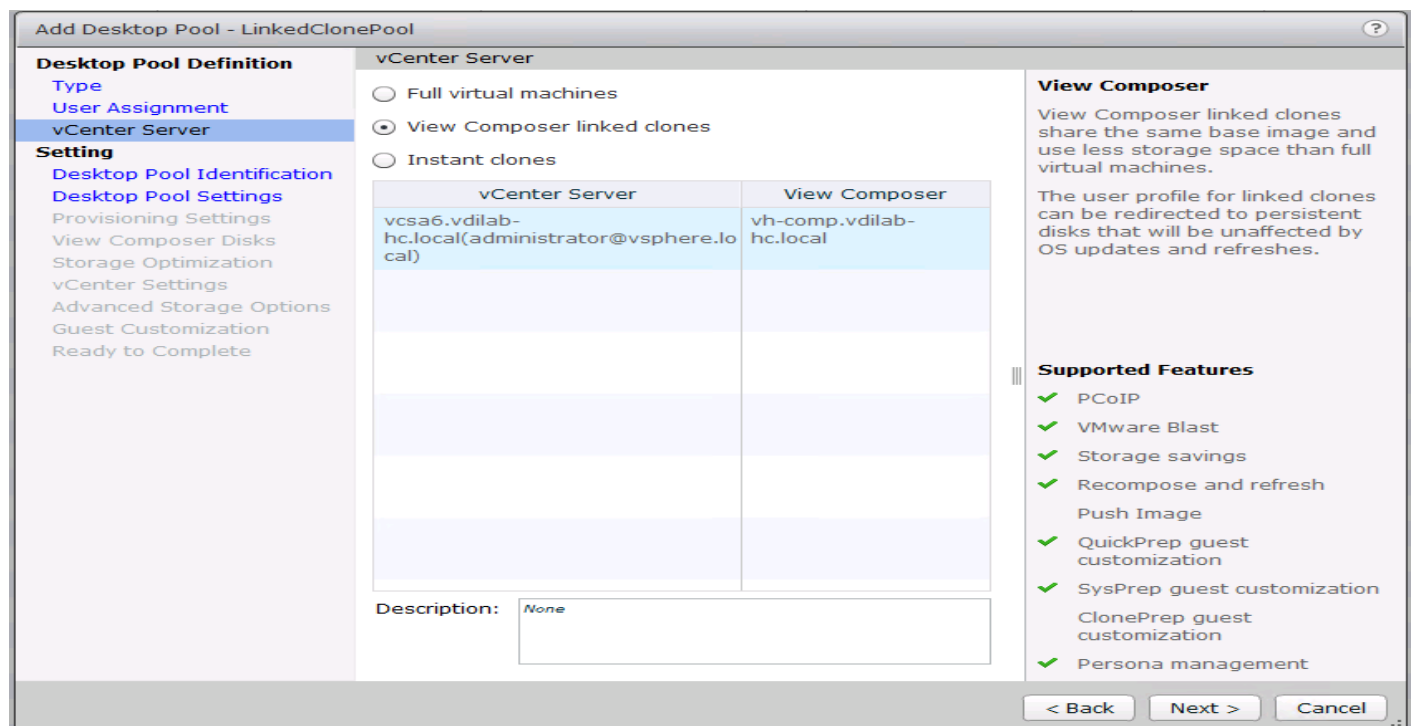 Add Desktop Pool - LinkedClonePool
?
Desktop Pool Definition
Type
User Assignment
vCenter Server
Setting
Desktop Pool Identification
Desktop Pool Settings
Provisioning Settings
View Composer Disks
Storage Optimization
vCenter Settings
Advanced Storage Options
Guest Customization
Ready to Complete
vCenter Server
Full virtual machines
View Composer linked clones
Instant clones
vCenter Server
View Composer
vcsa6.vdilab-
hc.local(administrator@vsphere.lo
cal)
vh-comp.vdilab-
hc.local
Description:
None
View Composer
View Composer linked clones
share the same base image and
use less storage space than full
virtual machines.
The user profile for linked clones
can be redirected to persistent
disks that will be unaffected by
OS updates and refreshes.
Supported Features
PCoIP
VMware Blast
Storage savings
Recompose and refresh
Push Image
QuickPrep guest
customization
SysPrep guest customization
ClonePrep guest
customization
Persona management
< Back
Next >
Cancel